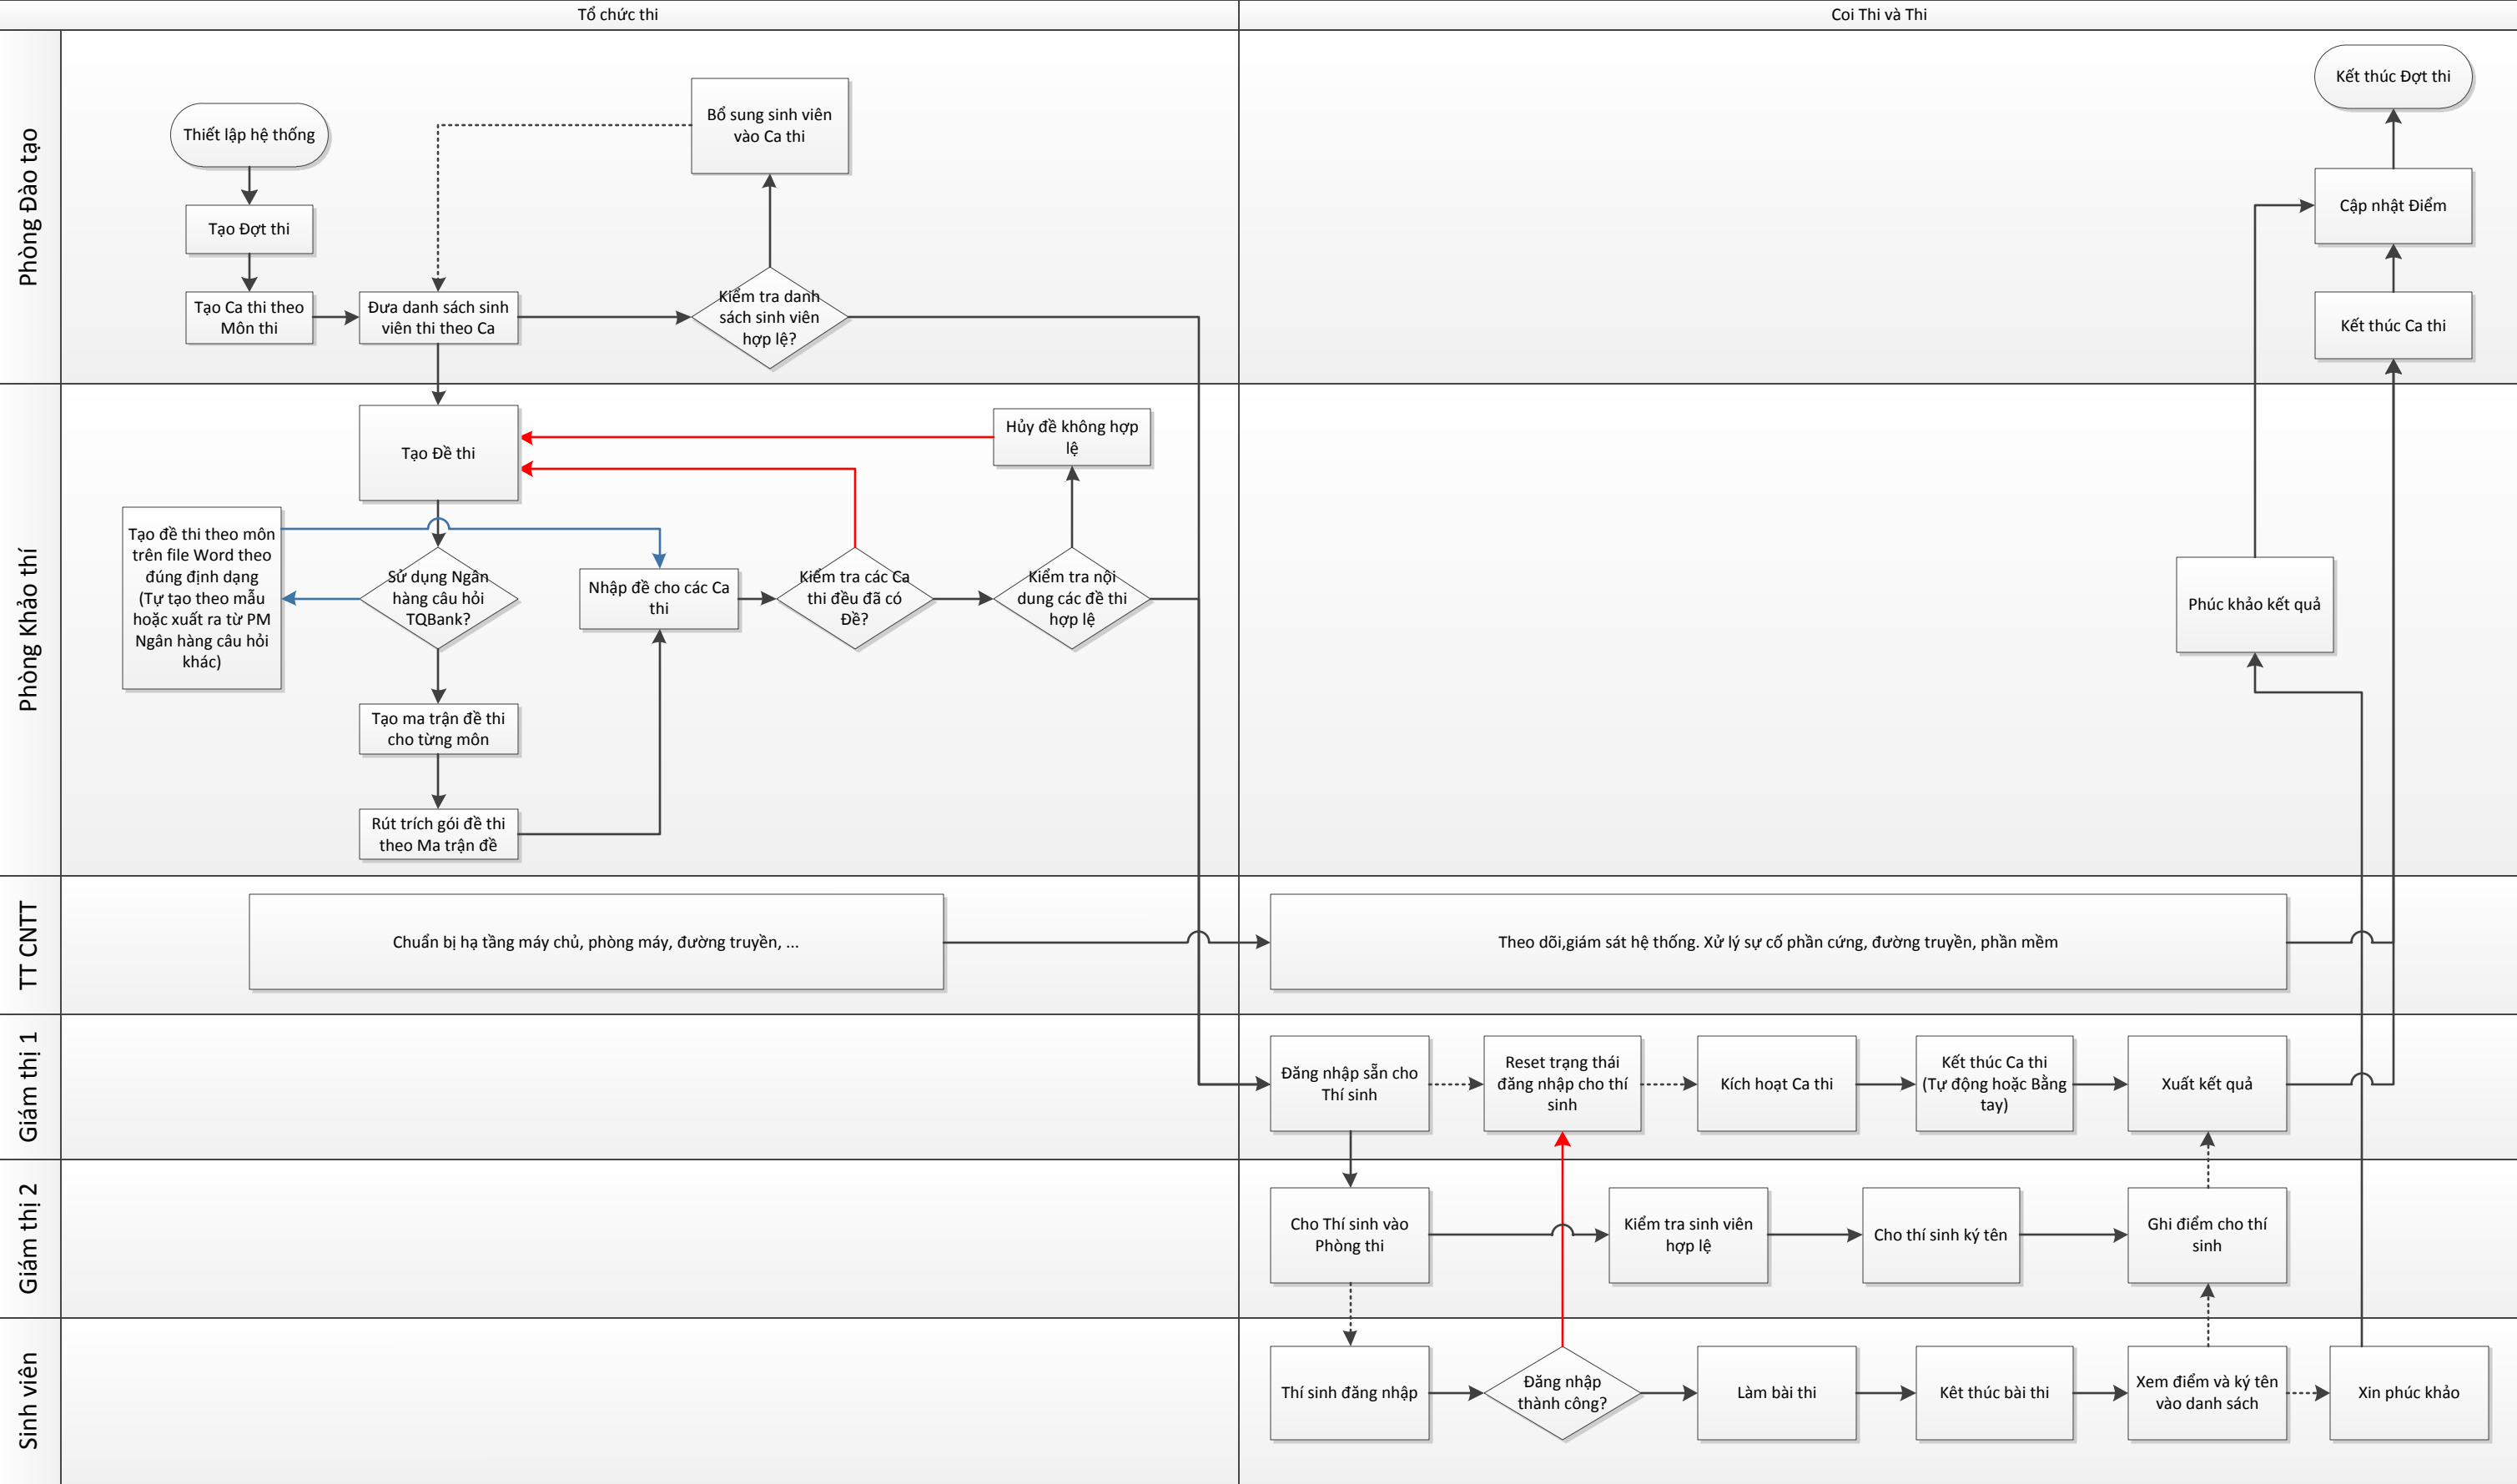 Tổ chức thi
Coi Thi và Thi
Phòng Đào tạo
Thiết lập hệ thống
Tạo Đợt thi
Tạo Ca thi theo
Môn thi
Đưa danh sách sinh
viên thi theo Ca
Bổ sung sinh viên
vào Ca thi
Kiểm tra danh
sách sinh viên
hợp lệ?
Kết thúc Đợt thi
Cập nhật Điểm
Kết thúc Ca thi
Phòng Khảo thí
Tạo Đề thi
Hủy đề không hợp
lệ
Tạo đề thi theo môn
trên file Word theo
đúng định dạng
(Tự tạo theo mẫu
hoặc xuất ra từ PM
Ngân hàng câu hỏi
khác)
Sử dụng Ngân
hàng câu hỏi
TQBank?
Nhập đề cho các Ca
thi
Kiểm tra các Ca
thi đều đã có
Đề?
Kiểm tra nội
dung các đề thi
hợp lệ
Tạo ma trận đề thi
cho từng môn
Rút trích gói đề thi
theo Ma trận đề
Phúc khảo kết quả
TT CNTT
Chuẩn bị hạ tầng máy chủ, phòng máy, đường truyền, ...
Theo dõi,giám sát hệ thống. Xử lý sự cố phần cứng, đường truyền, phần mềm
Giám thị 1
Đăng nhập sẵn cho
Thí sinh
Reset trạng thái
đăng nhập cho thí
sinh
Kích hoạt Ca thi
Kết thúc Ca thi
(Tự động hoặc Bằng
tay)
Xuất kết quả
Giám thị 2
Cho Thí sinh vào
Phòng thi
Kiểm tra sinh viên
hợp lệ
Cho thí sinh ký tên
Ghi điểm cho thí
sinh
Sinh viên
Thí sinh đăng nhập
Đăng nhập
thành công?
Làm bài thi
Kêt thúc bài thi
Xem điểm và ký tên
vào danh sách
Xin phúc khảo